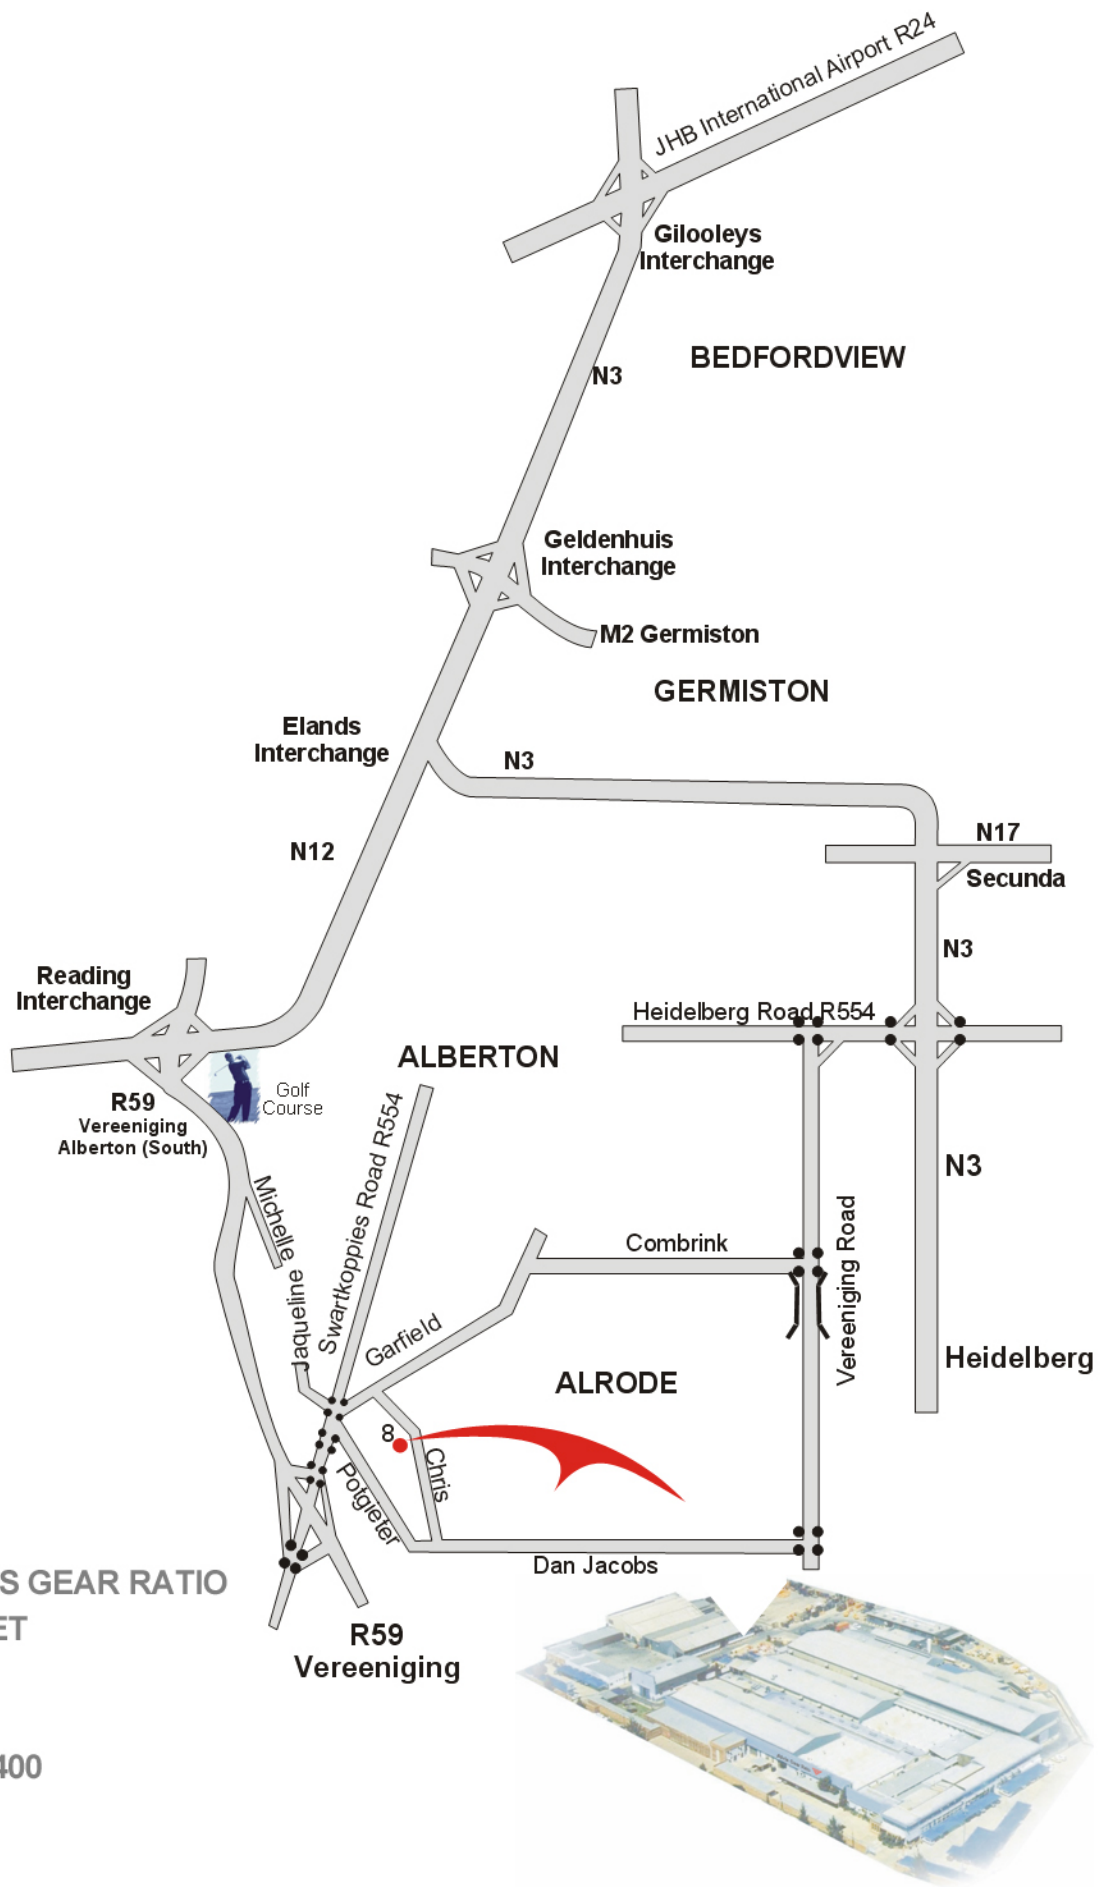 JHB International Airport R24
Gilooleys
Interchange
BEDFORDVIEW
N3
Geldenhuis
Interchange
M2 Germiston
GERMISTON
Elands
Interchange
N3
N12
N17
Secunda
N3
Reading
Interchange
Heidelberg Road R554
ALBERTON
Golf
Course
R59
Vereeniging
Alberton (South)
Swartkoppies Road R554
N3
Michelle
Vereeniging Road
Combrink
Jaqueline
Garfield
Heidelberg
ALRODE
8
Chris
Potgieter
Dan Jacobs
S GEAR RATIO
ET
R59
Vereeniging
400